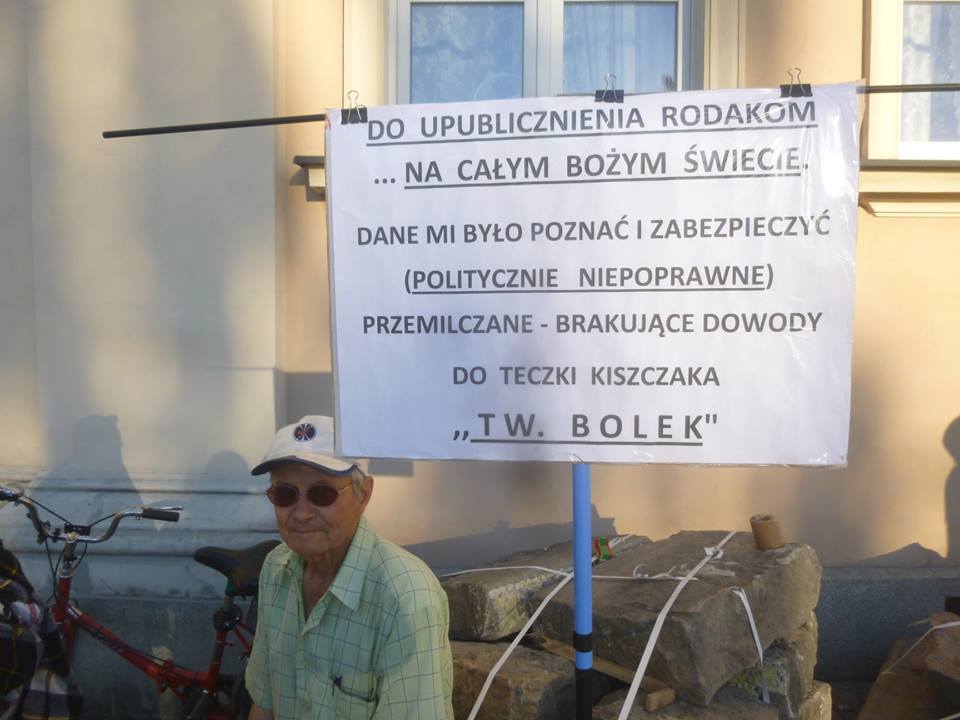 DO UPUBLICZNIENIA RODAKOM
... NA CAŁYM BOŻYM ŚWIECIE.
DANE MI BYŁO POZNAĆ I ZABEZPIECZYĆ
(POLITYCZNIE NIEPOPRAWNE)
PRZEMILCZANE - BRAKUJĄCE DOWODY
DO TECZKI KISZCZAKA
,,TW. BOLEK"